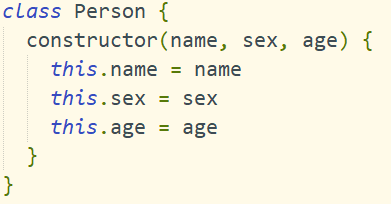 class Person {
  constructor(name, sex, age) {
    this.name = name
    this.sex = sex
    this.age = age
  }
}